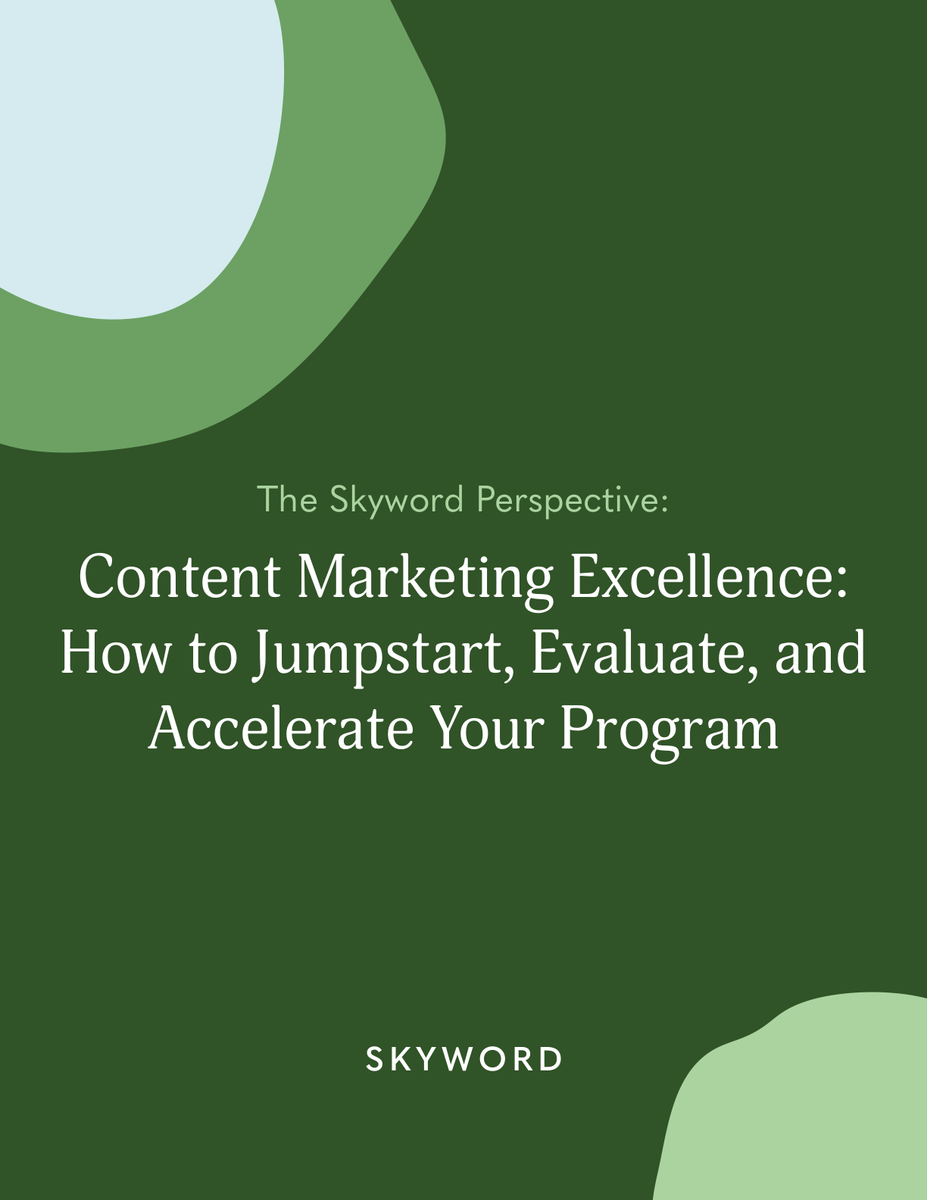 The Skyword Perspective:
Content Marketing Excellence:
How to Jumpstart, Evaluate, and
Accelerate Your Program
SKYWORD